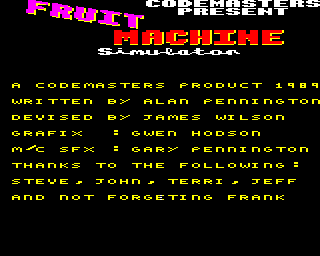 CODEMASTERS
PRESENT
FRUIT
MACHINE
Simulator
A CODEMASTERS PRODUCT 1989
WRITTEN BY ALAN PENNINGTON
DEVISED BY JAMES WILSON
GRAFIX : GWEN HODSON
M/C SFX : GARY PENNINGTON
THANKS TO THE FOLLOWING :
STEVE, JOHN, TERRI, JEFF
AND NOT FORGETING FRANK